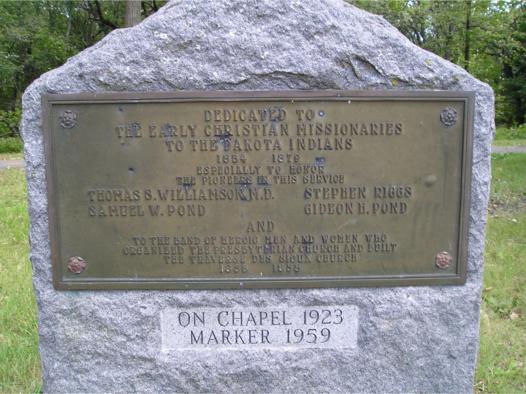 DEDICATED TO
THE EARLY CHRISTIAN MISSIONARIES
TO THE DAKOTA INDIANS
1834 1879
ESPECIALLY TO HONOR
THE PIONEERS IN THIS SERVICE
THOMAS S. WILLIAMSON, M.D. STEPHEN RIGGS
SAMUEL W. POND GIDEON H. POND
AND
TO THE BAND OF HEROIC MEN AND WOMEN WHO
ORGANIZED THE PRESBYTERIAN CHURCH AND BUILT
THE TRAVERSE DES SIOUX CHURCH
ON CHAPEL 1923
MARKER 1959